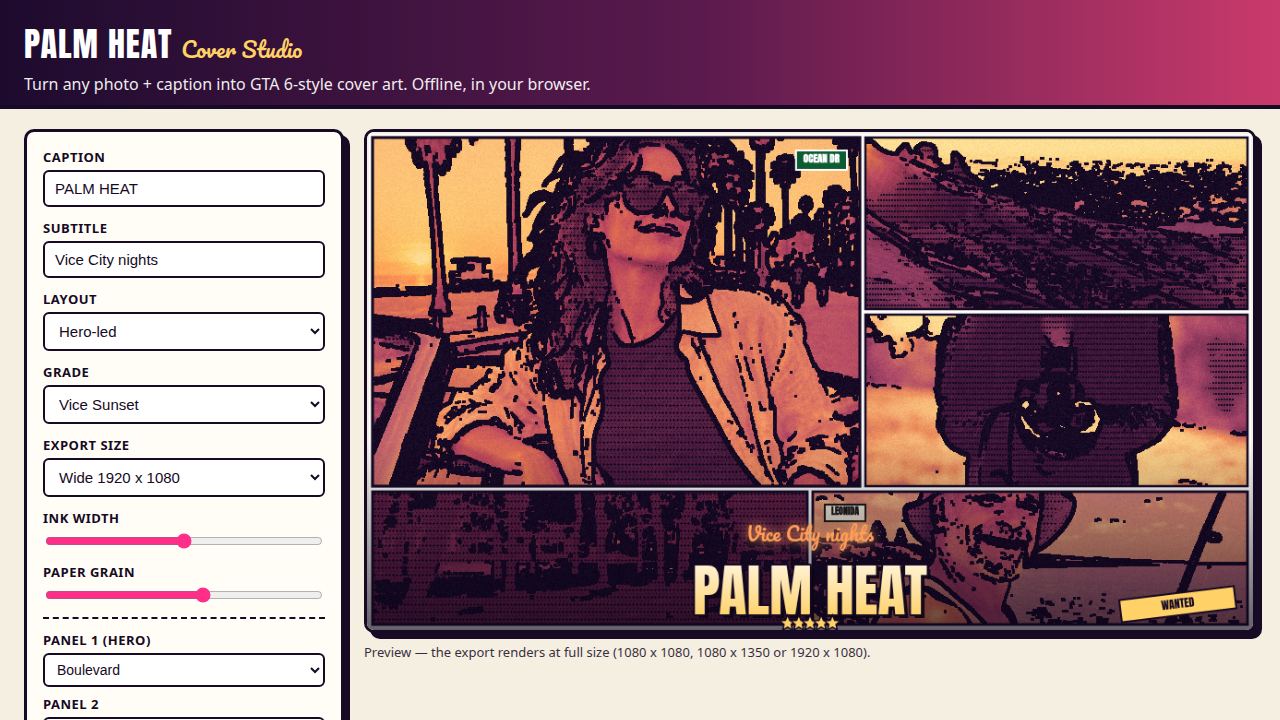 PALM HEAT Cover Studio
Turn any photo + caption into GTA 6-style cover art. Offline, in your browser.
CAPTION
PALM HEAT
SUBTITLE
Vice City nights
LAYOUT
Hero-led
GRADE
Vice Sunset
EXPORT SIZE
Wide 1920 x 1080
INK WIDTH
PAPER GRAIN
PANEL 1 (HERO)
Boulevard
PANEL 2
OCEAN DR
LEONIDA
Vice City nights
PALM HEAT
WANTED
Preview — the export renders at full size (1080 x 1080, 1080 x 1350 or 1920 x 1080).